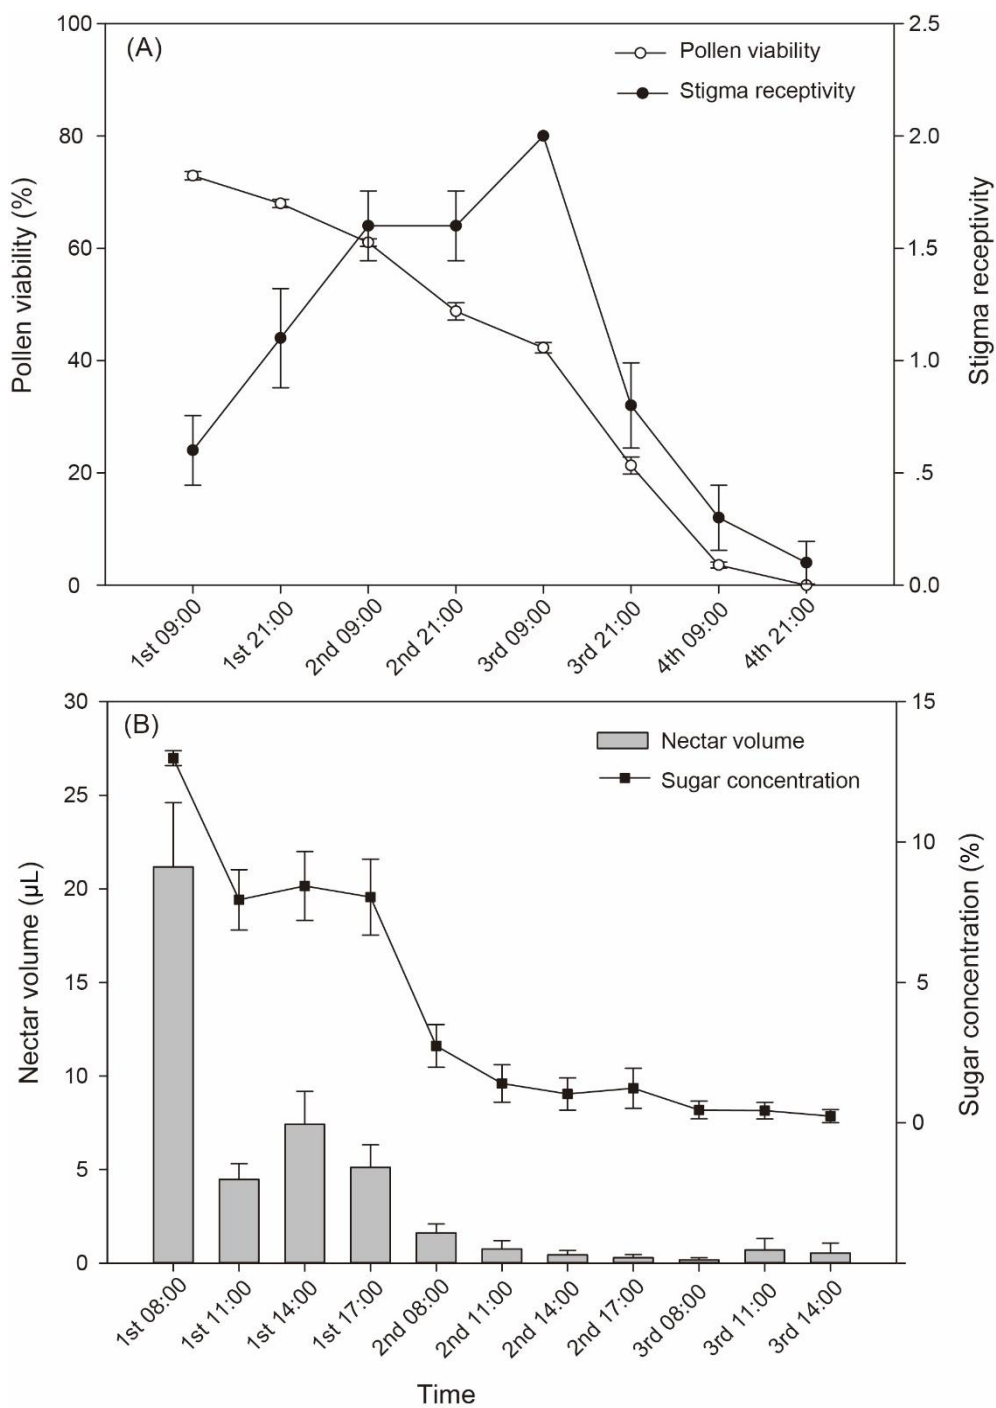 (A)
Pollen viability
Stigma receptivity
Pollen viability (%)
100
80
60
40
20
0
2.5
2.0
1.5
1.0
.5
0.0
Stigma receptivity
1st 09:00
1st 21:00
2nd 09:00
2nd 21:00
3rd 09:00
3rd 21:00
4th 09:00
4th 21:00
(B)
Nectar volume
Sugar concentration
Nectar volume (μL)
30
25
20
15
10
5
0
15
10
5
0
Sugar concentration (%)
1st 08:00
1st 11:00
1st 14:00
1st 17:00
2nd 08:00
2nd 11:00
2nd 14:00
2nd 17:00
3rd 08:00
3rd 11:00
3rd 14:00
Time